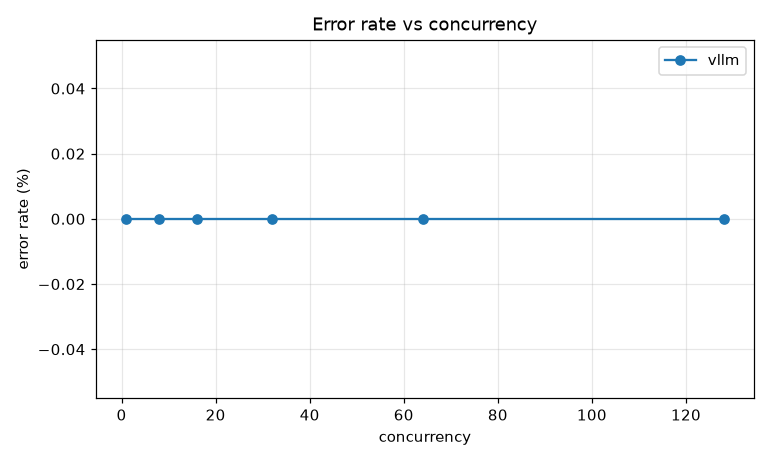 Error rate vs concurrency
vllm
error rate (%)
0.04
0.02
0.00
−0.02
−0.04
0 20 40 60 80 100 120
concurrency